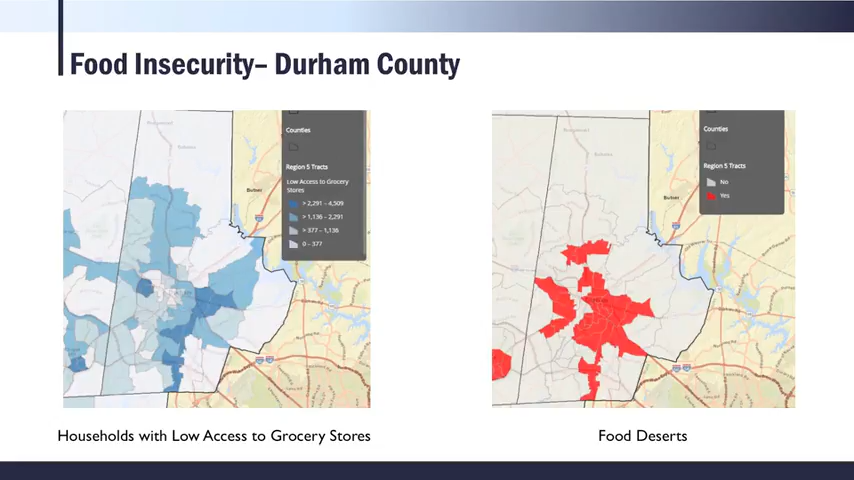 Food Insecurity– Durham County
Counties
Region 5 Tracts
Low Access to Grocery
Stores
> 2,291 – 4,509
> 1,136 – 2,291
> 377 – 1,136
0 – 377
Butner
Counties
Region 5 Tracts
No
Yes
Butner
Households with Low Access to Grocery Stores
Food Deserts